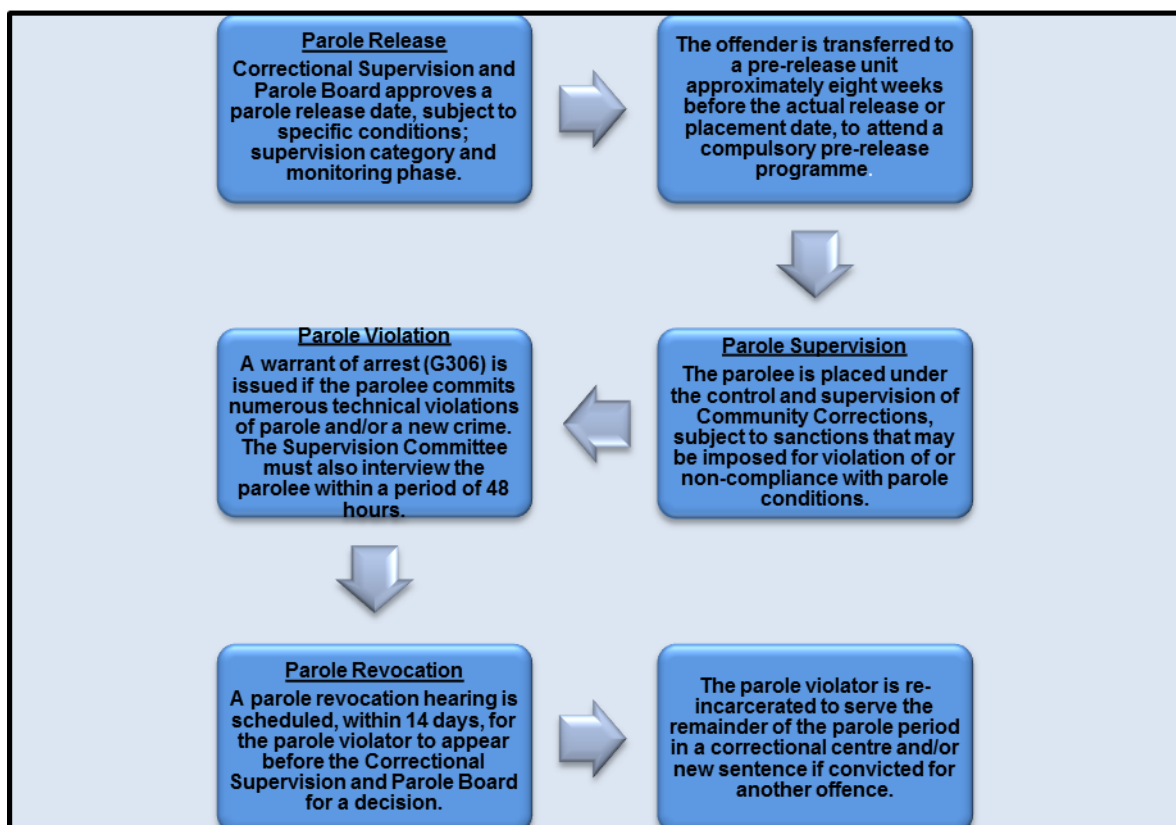 Parole Release
Correctional Supervision and
Parole Board approves a
parole release date, subject to
specific conditions;
supervision category and
monitoring phase.
The offender is transferred to
a pre-release unit
approximately eight weeks
before the actual release or
placement date, to attend a
compulsory pre-release
programme.
Parole Supervision
The parolee is placed under
the control and supervision of
Community Corrections,
subject to sanctions that may
be imposed for violation of or
non-compliance with parole
conditions.
Parole Violation
A warrant of arrest (G306) is
issued if the parolee commits
numerous technical violations
of parole and/or a new crime.
The Supervision Committee
must also interview the
parolee within a period of 48
hours.
Parole Revocation
A parole revocation hearing is
scheduled, within 14 days, for
the parole violator to appear
before the Correctional
Supervision and Parole Board
for a decision.
The parole violator is re-
incarcerated to serve the
remainder of the parole period
in a correctional centre and/or
new sentence if convicted for
another offence.